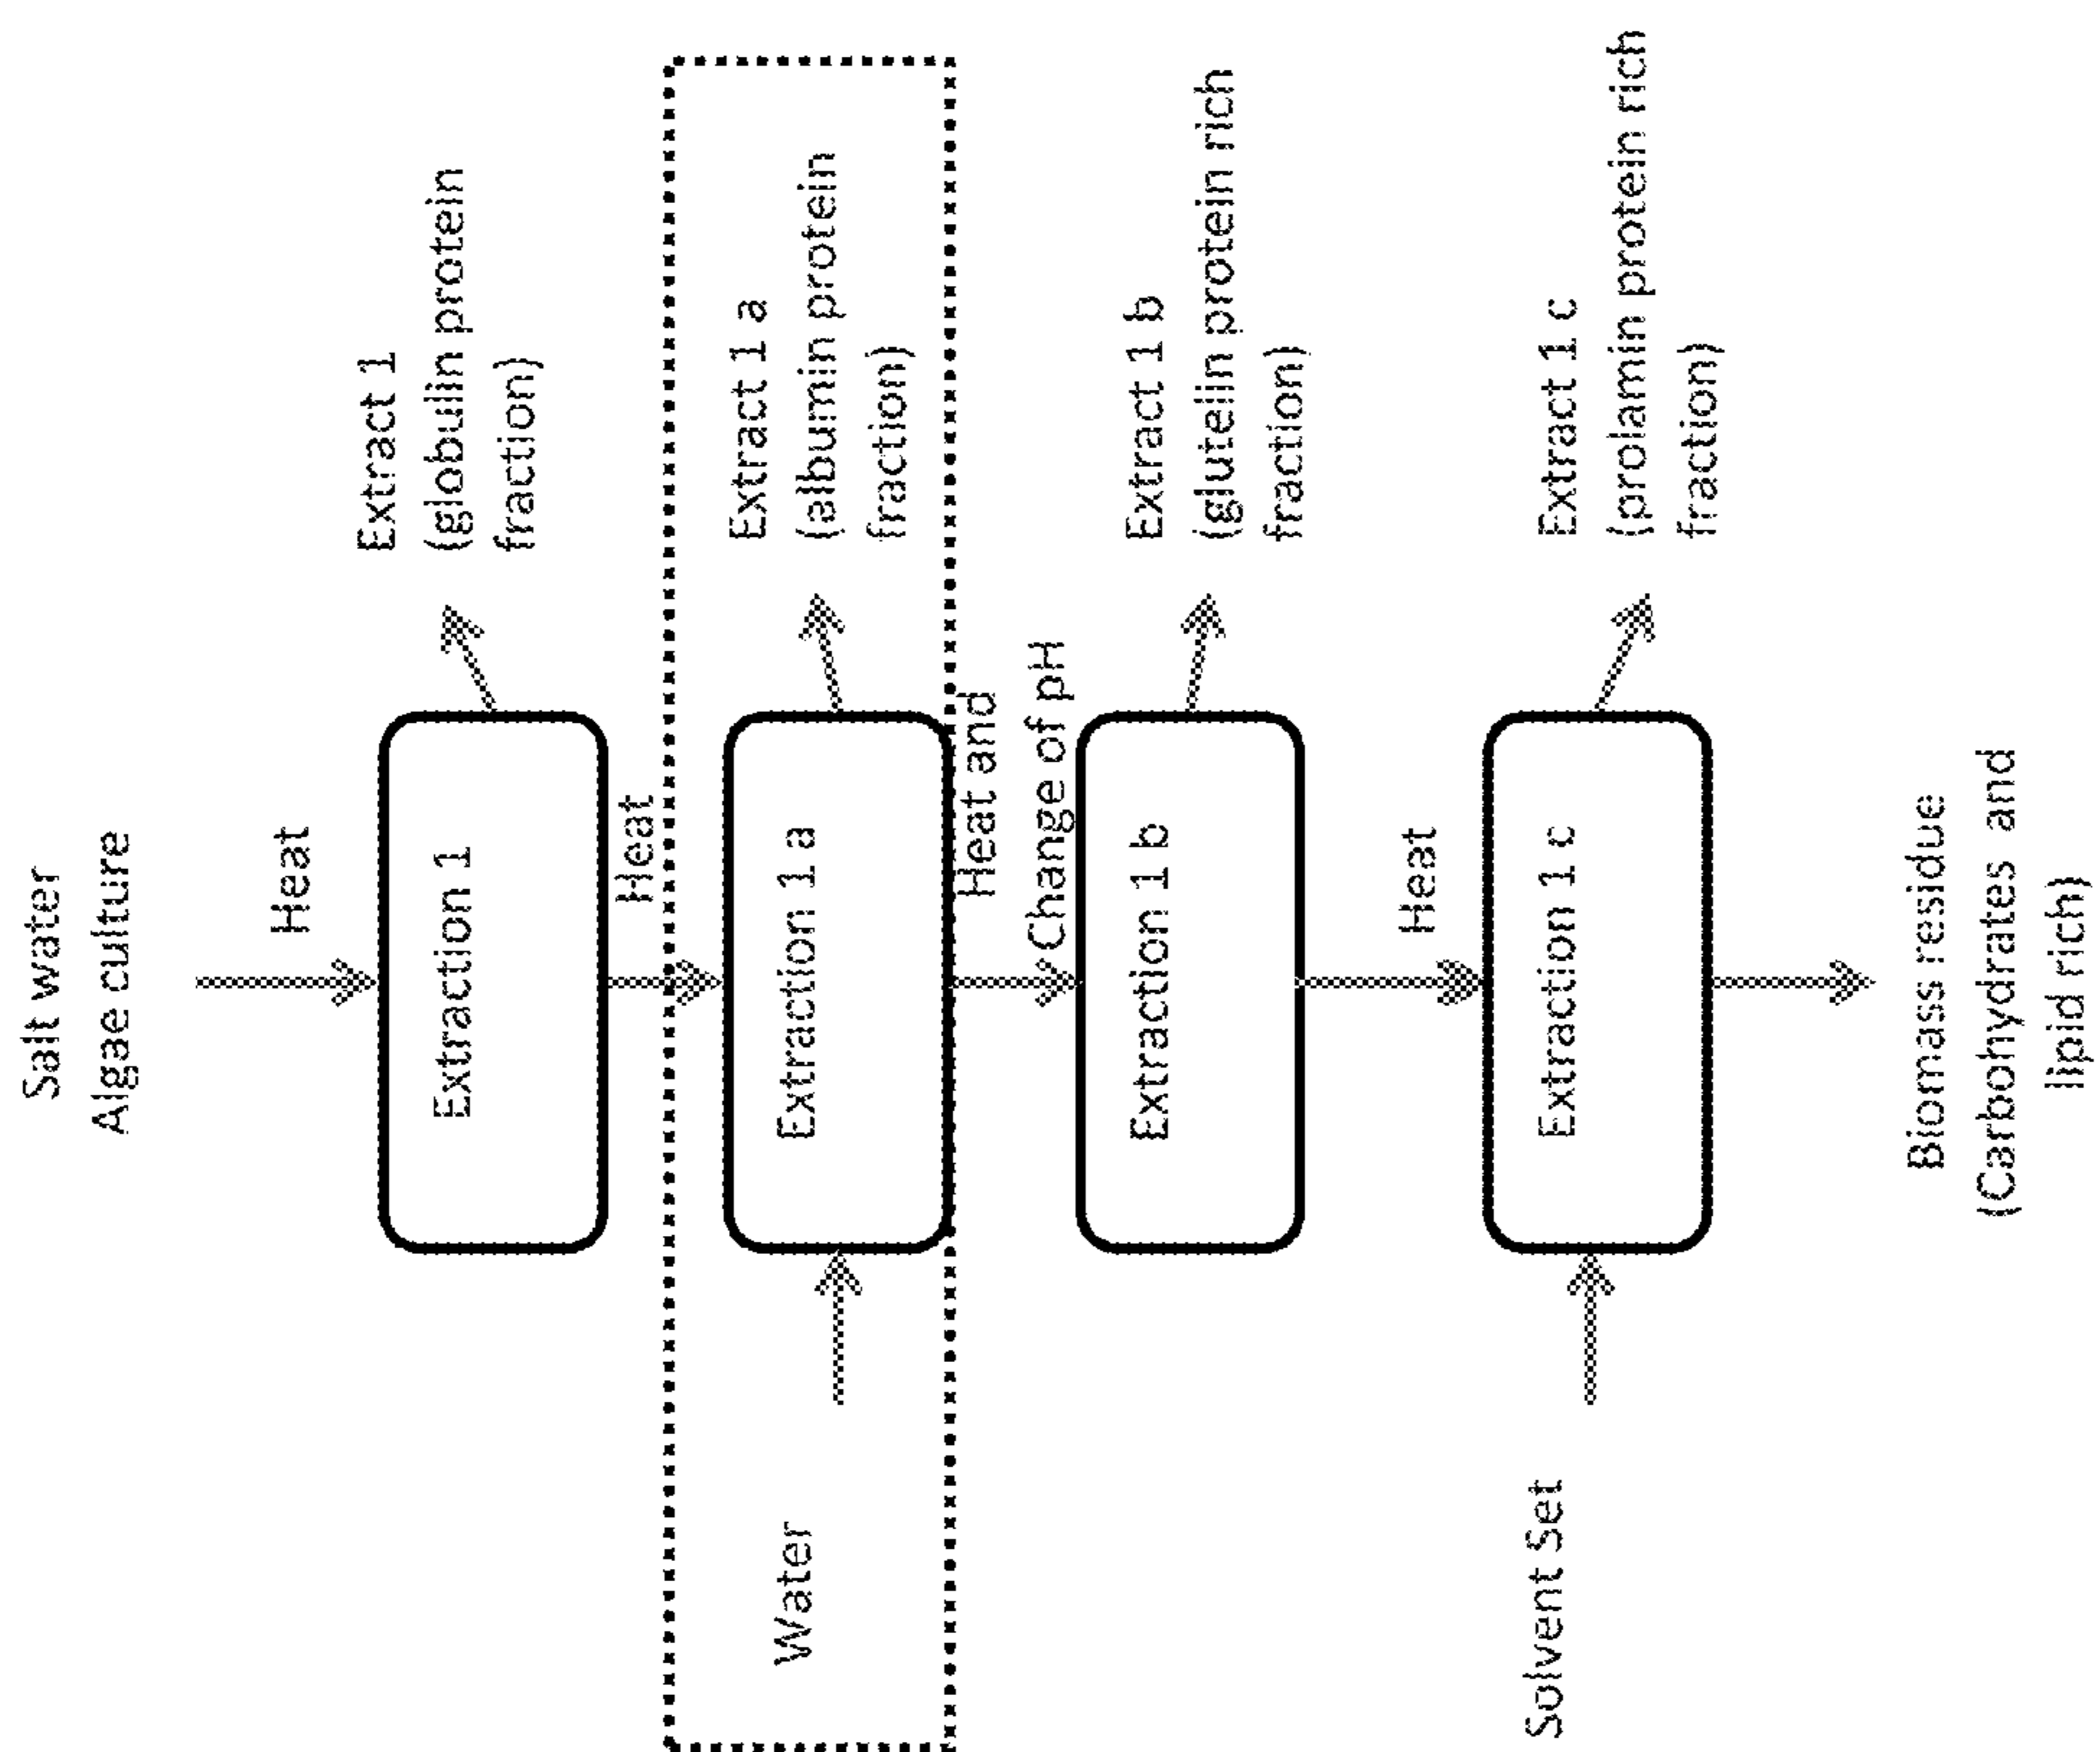 Salt water
Algae culture
Heat
Extraction 1
Extract 1
(globulin protein
fraction)
Heat
Water
Extraction 1 a
Extract 1 a
(albumin protein
fraction)
Heat and
Change of pH
Extraction 1 b
Extract 1 b
(glutelin protein rich
fraction)
Heat
Solvent Set
Extraction 1 c
Extract 1 c
(prolamin protein rich
fraction)
Biomass residue
(Carbohydrates and
lipid rich)